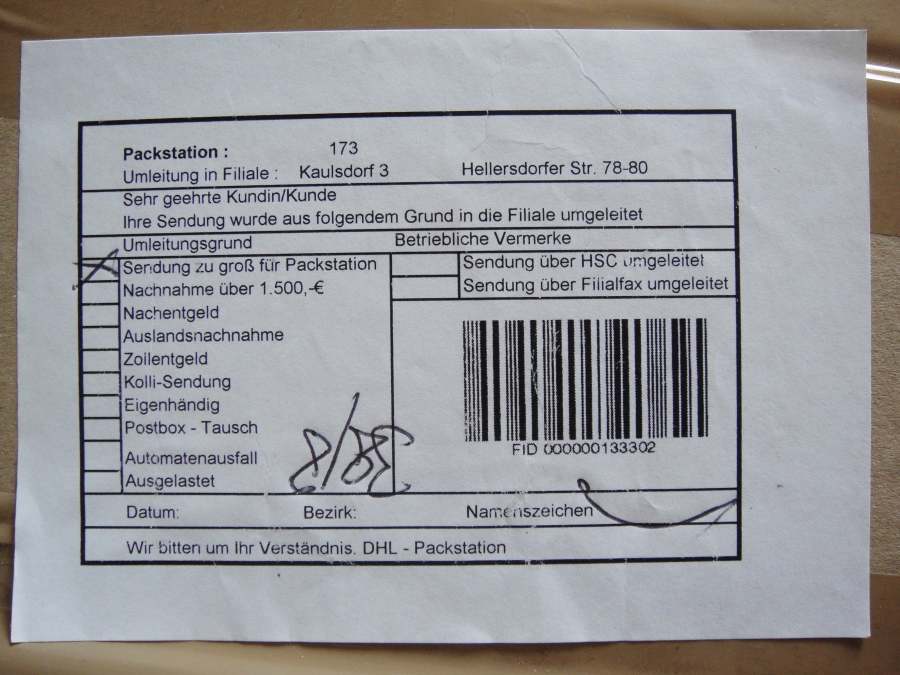 Packstation : 173
Umleitung in Filiale : Kaulsdorf 3 Hellersdorfer Str. 78-80
Sehr geehrte Kundin/Kunde
Ihre Sendung wurde aus folgendem Grund in die Filiale umgeleitet
Umleitungsgrund Betriebliche Vermerke
Sendung zu groß für Packstation Sendung über HSC umgeleitet
Nachnahme über 1.500,-€ Sendung über Filialfax umgeleitet
Nachentgeld
Auslandsnachnahme
Zollentgeld
Kolli-Sendung
Eigenhändig
Postbox - Tausch
FID 000000133302
Automatenausfall
Ausgelastet
Datum: Bezirk: Namenszeichen
Wir bitten um Ihr Verständnis. DHL - Packstation